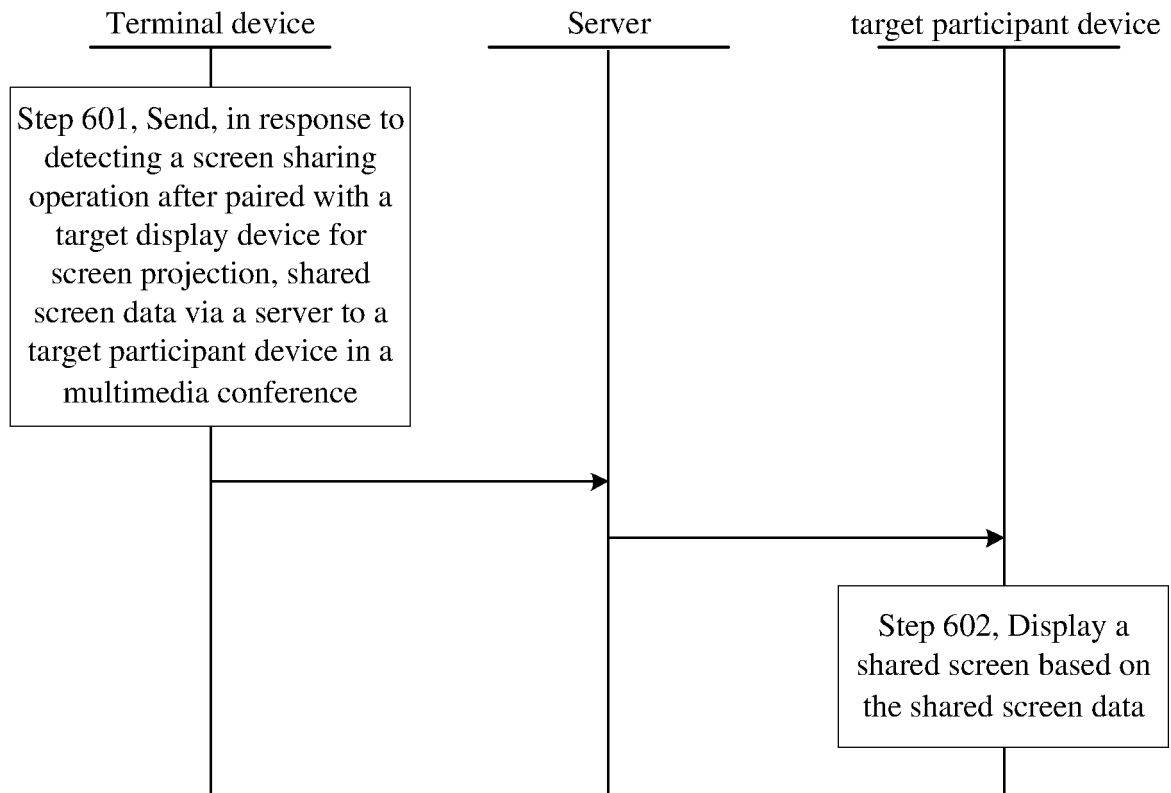 Terminal device
Server
target participant device
Step 601, Send, in response to
detecting a screen sharing
operation after paired with a
target display device for
screen projection, shared
screen data via a server to a
target participant device in a
multimedia conference
Step 602, Display a
shared screen based on
the shared screen data